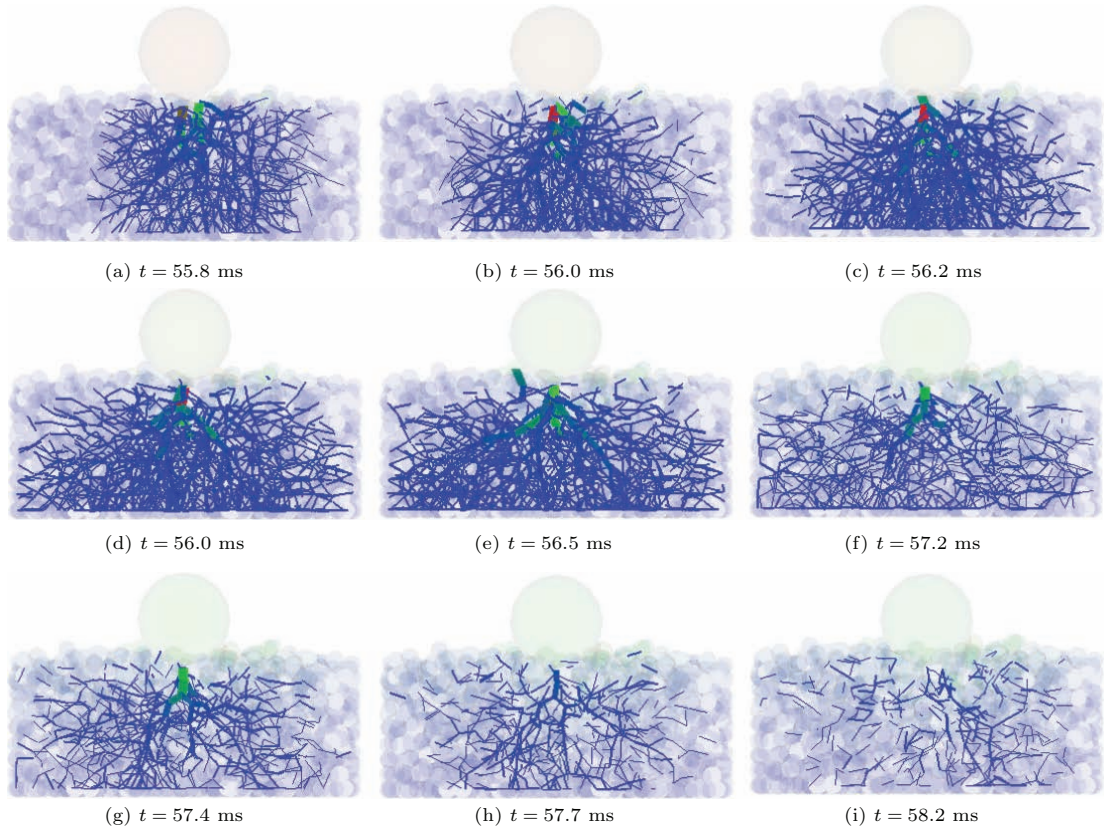 (a) t = 55.8 ms
(b) t = 56.0 ms
(c) t = 56.2 ms
(d) t = 56.0 ms
(e) t = 56.5 ms
(f) t = 57.2 ms
(g) t = 57.4 ms
(h) t = 57.7 ms
(i) t = 58.2 ms